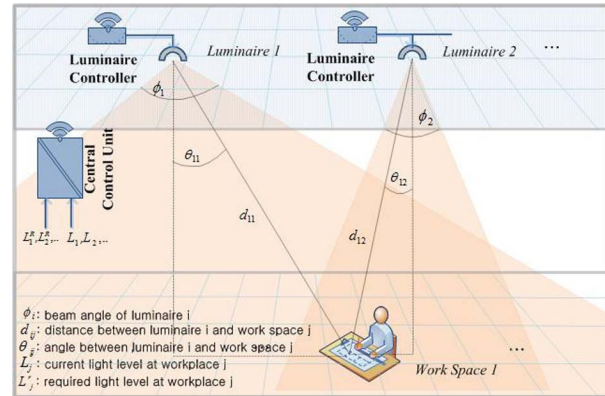 Luminaire 1
Luminaire 2
...
Luminaire
Controller
Luminaire
Controller
ϕ₁
ϕ₂
θ₁₁
θ₁₂
Central
Control Unit
d₁₁
d₁₂
L₁ᴿ,L₂ᴿ,.. L₁,L₂,..
ϕᵢ: beam angle of luminaire i
dᵢⱼ: distance between luminaire i and work space j
θᵢⱼ: angle between luminaire i and work space j
Lⱼ: current light level at workplace j
L'ⱼ: required light level at workplace j
...
Work Space 1